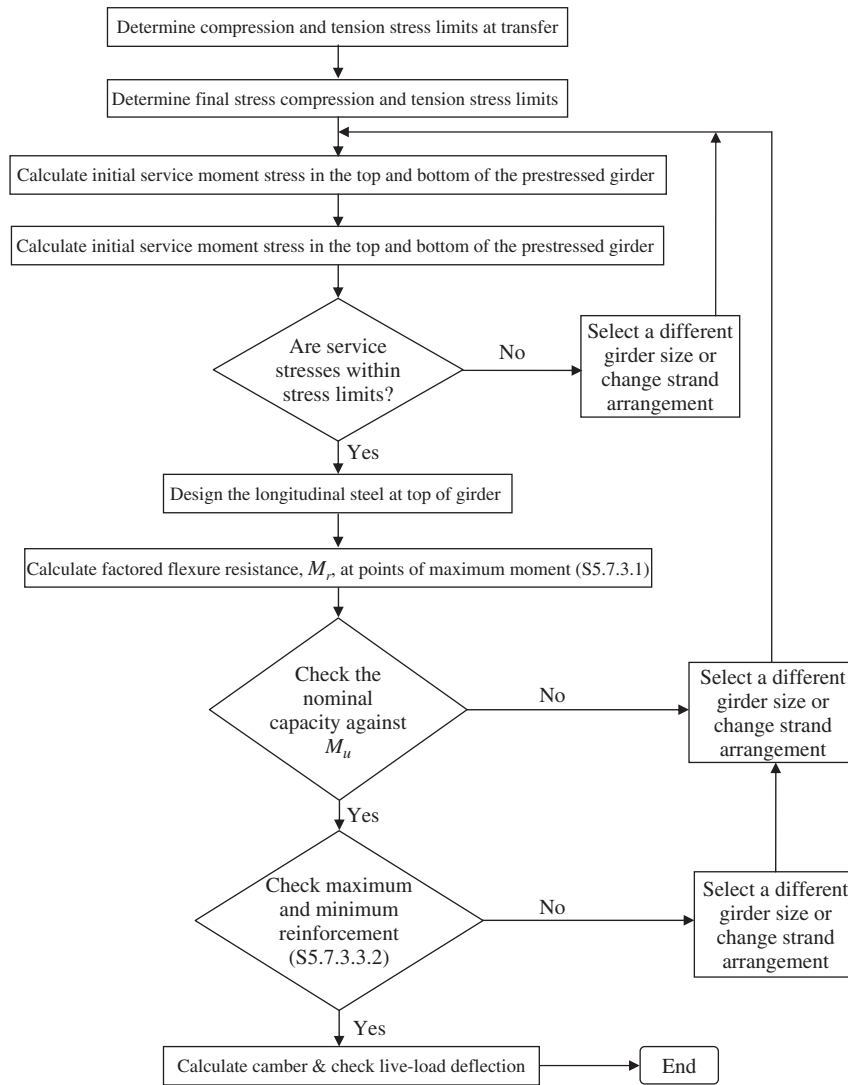 Determine compression and tension stress limits at transfer
Determine final stress compression and tension stress limits
Calculate initial service moment stress in the top and bottom of the prestressed girder
Calculate initial service moment stress in the top and bottom of the prestressed girder
Are service
stresses within
stress limits?
No
Select a different
girder size or
change strand
arrangement
Yes
Design the longitudinal steel at top of girder
Calculate factored flexure resistance, M_r, at points of maximum moment (S5.7.3.1)
Check the
nominal
capacity against
M_u
No
Select a different
girder size or
change strand
arrangement
Yes
Check maximum
and minimum
reinforcement
(S5.7.3.3.2)
No
Select a different
girder size or
change strand
arrangement
Yes
Calculate camber & check live-load deflection
End